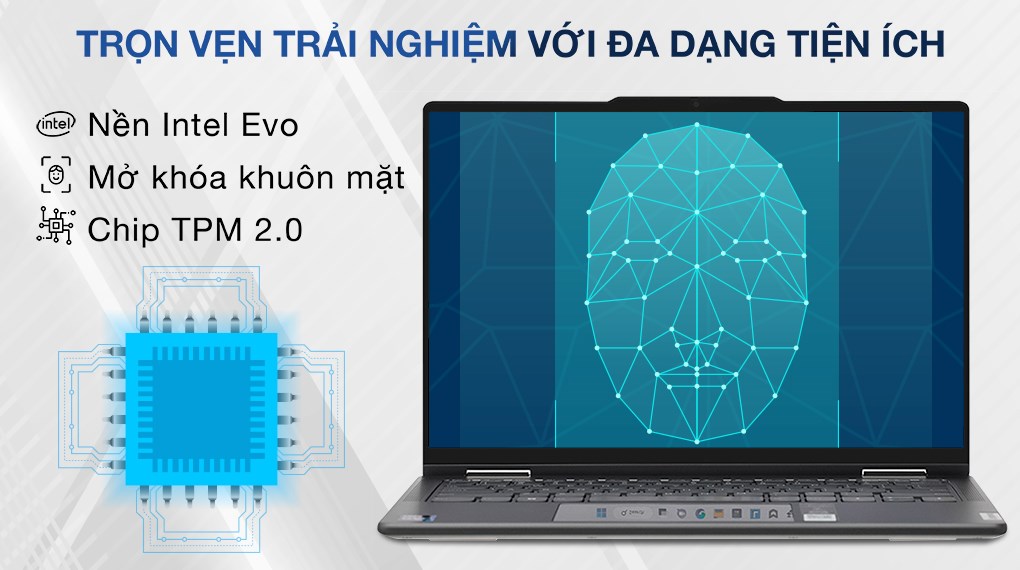 TRỌN VẸN TRẢI NGHIỆM VỚI ĐA DẠNG TIỆN ÍCH
intel
Nền Intel Evo
Mở khóa khuôn mặt
Chip TPM 2.0